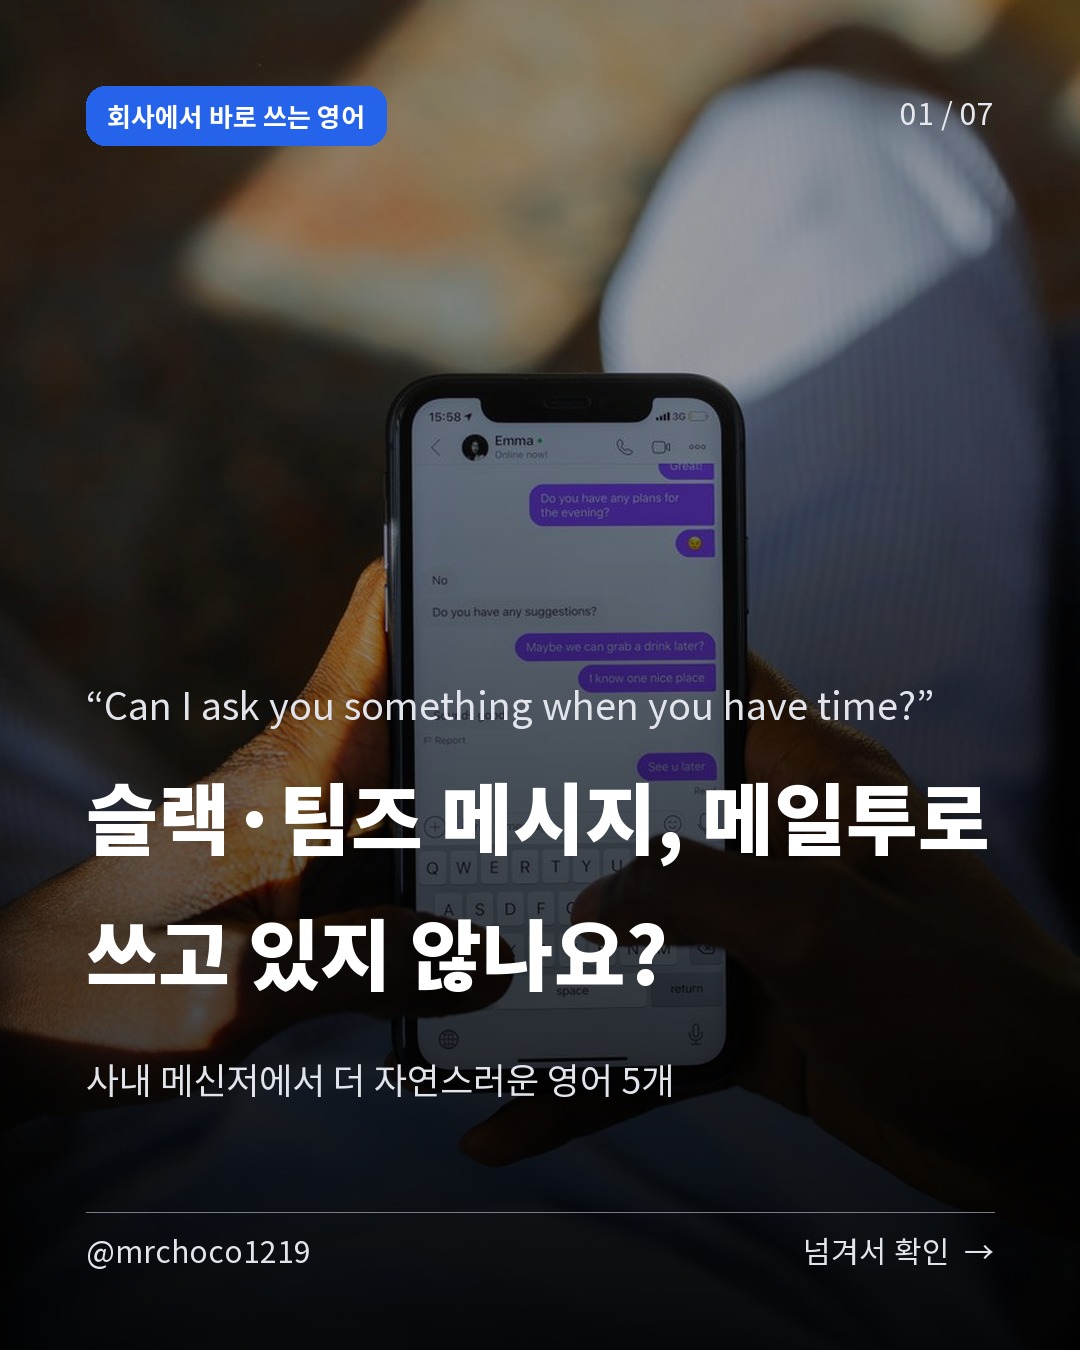 회사에서 바로 쓰는 영어
01 / 07
15:58
3G
Emma
Online now!
Great!
Do you have any plans for
the evening?
No
Do you have any suggestions?
Maybe we can grab a drink later?
I know one nice place
“Can I ask you something when you have time?”
Report
See u later
슬랙·팀즈 메시지, 메일투로
Q W E R T Y U
A S D F G
쓰고 있지 않나요?
N M
space
return
사내 메신저에서 더 자연스러운 영어 5개
@mrchoco1219
넘겨서 확인 →